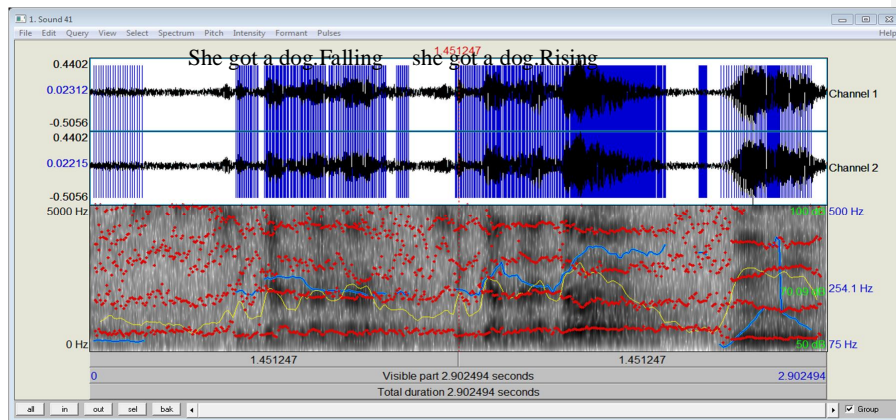 1. Sound 41
File Edit Query View Select Spectrum Pitch Intensity Formant Pulses Help
1.451247
She got a dog.Falling she got a dog.Rising
0.4402
0.02312
Channel 1
-0.5056
0.4402
0.02215
Channel 2
-0.5056
5000 Hz 100 dB 500 Hz
254.1 Hz
0 Hz 50 dB 75 Hz
1.451247 1.451247
0 Visible part 2.902494 seconds 2.902494
Total duration 2.902494 seconds
all in out sel bak Group